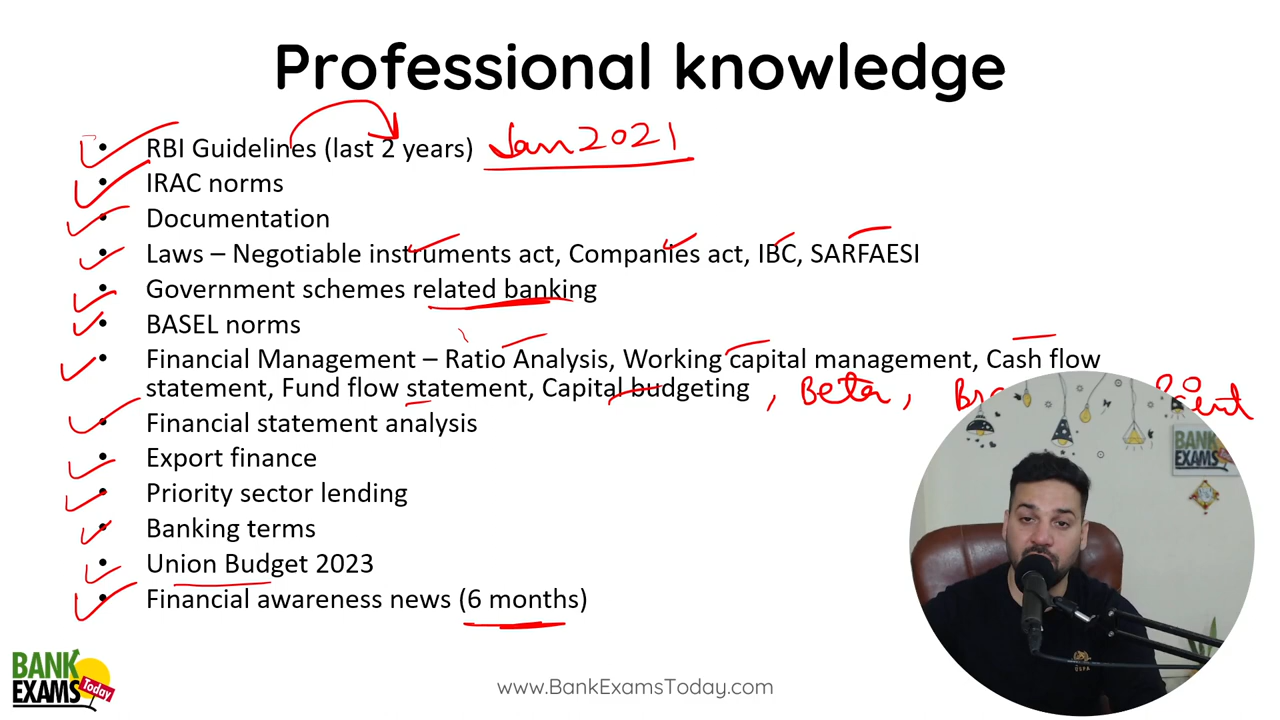 Professional knowledge
• RBI Guidelines (last 2 years) Jan 2021
• IRAC norms
• Documentation
• Laws – Negotiable instruments act, Companies act, IBC, SARFAESI
• Government schemes related banking
• BASEL norms
• Financial Management – Ratio Analysis, Working capital management, Cash flow
statement, Fund flow statement, Capital budgeting , Beta,
• Financial statement analysis
• Export finance
• Priority sector lending
• Banking terms
• Union Budget 2023
• Financial awareness news (6 months)
BANK
EXAMS
BANK
EXAMS
Today
www.BankExamsToday.com